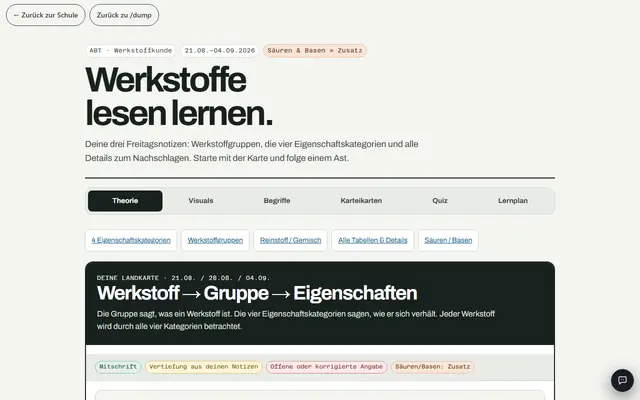 ← Zurück zur Schule
Zurück zu /dump
ABT · Werkstoffkunde
21.08.–04.09.2026
Säuren & Basen = Zusatz
Werkstoffe
lesen lernen.
Deine drei Freitagsnotizen: Werkstoffgruppen, die vier Eigenschaftskategorien und alle
Details zum Nachschlagen. Starte mit der Karte und folge einem Ast.
Theorie
Visuals
Begriffe
Karteikarten
Quiz
Lernplan
4 Eigenschaftskategorien
Werkstoffgruppen
Reinstoff / Gemisch
Alle Tabellen & Details
Säuren / Basen
DEINE LANDKARTE · 21.08. / 28.08. / 04.09.
Werkstoff → Gruppe → Eigenschaften
Die Gruppe sagt, was ein Werkstoff ist. Die vier Eigenschaftskategorien sagen, wie er sich verhält. Jeder Werkstoff
wird durch alle vier Kategorien betrachtet.
Mitschrift
Vertiefung aus deinen Notizen
Offene oder korrigierte Angabe
Säuren/Basen: Zusatz